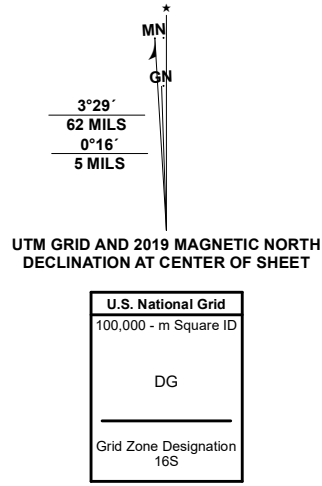 MN
GN
3°29´
62 MILS
0°16´
5 MILS
UTM GRID AND 2019 MAGNETIC NORTH
DECLINATION AT CENTER OF SHEET
U.S. National Grid
100,000 - m Square ID
DG
Grid Zone Designation
16S